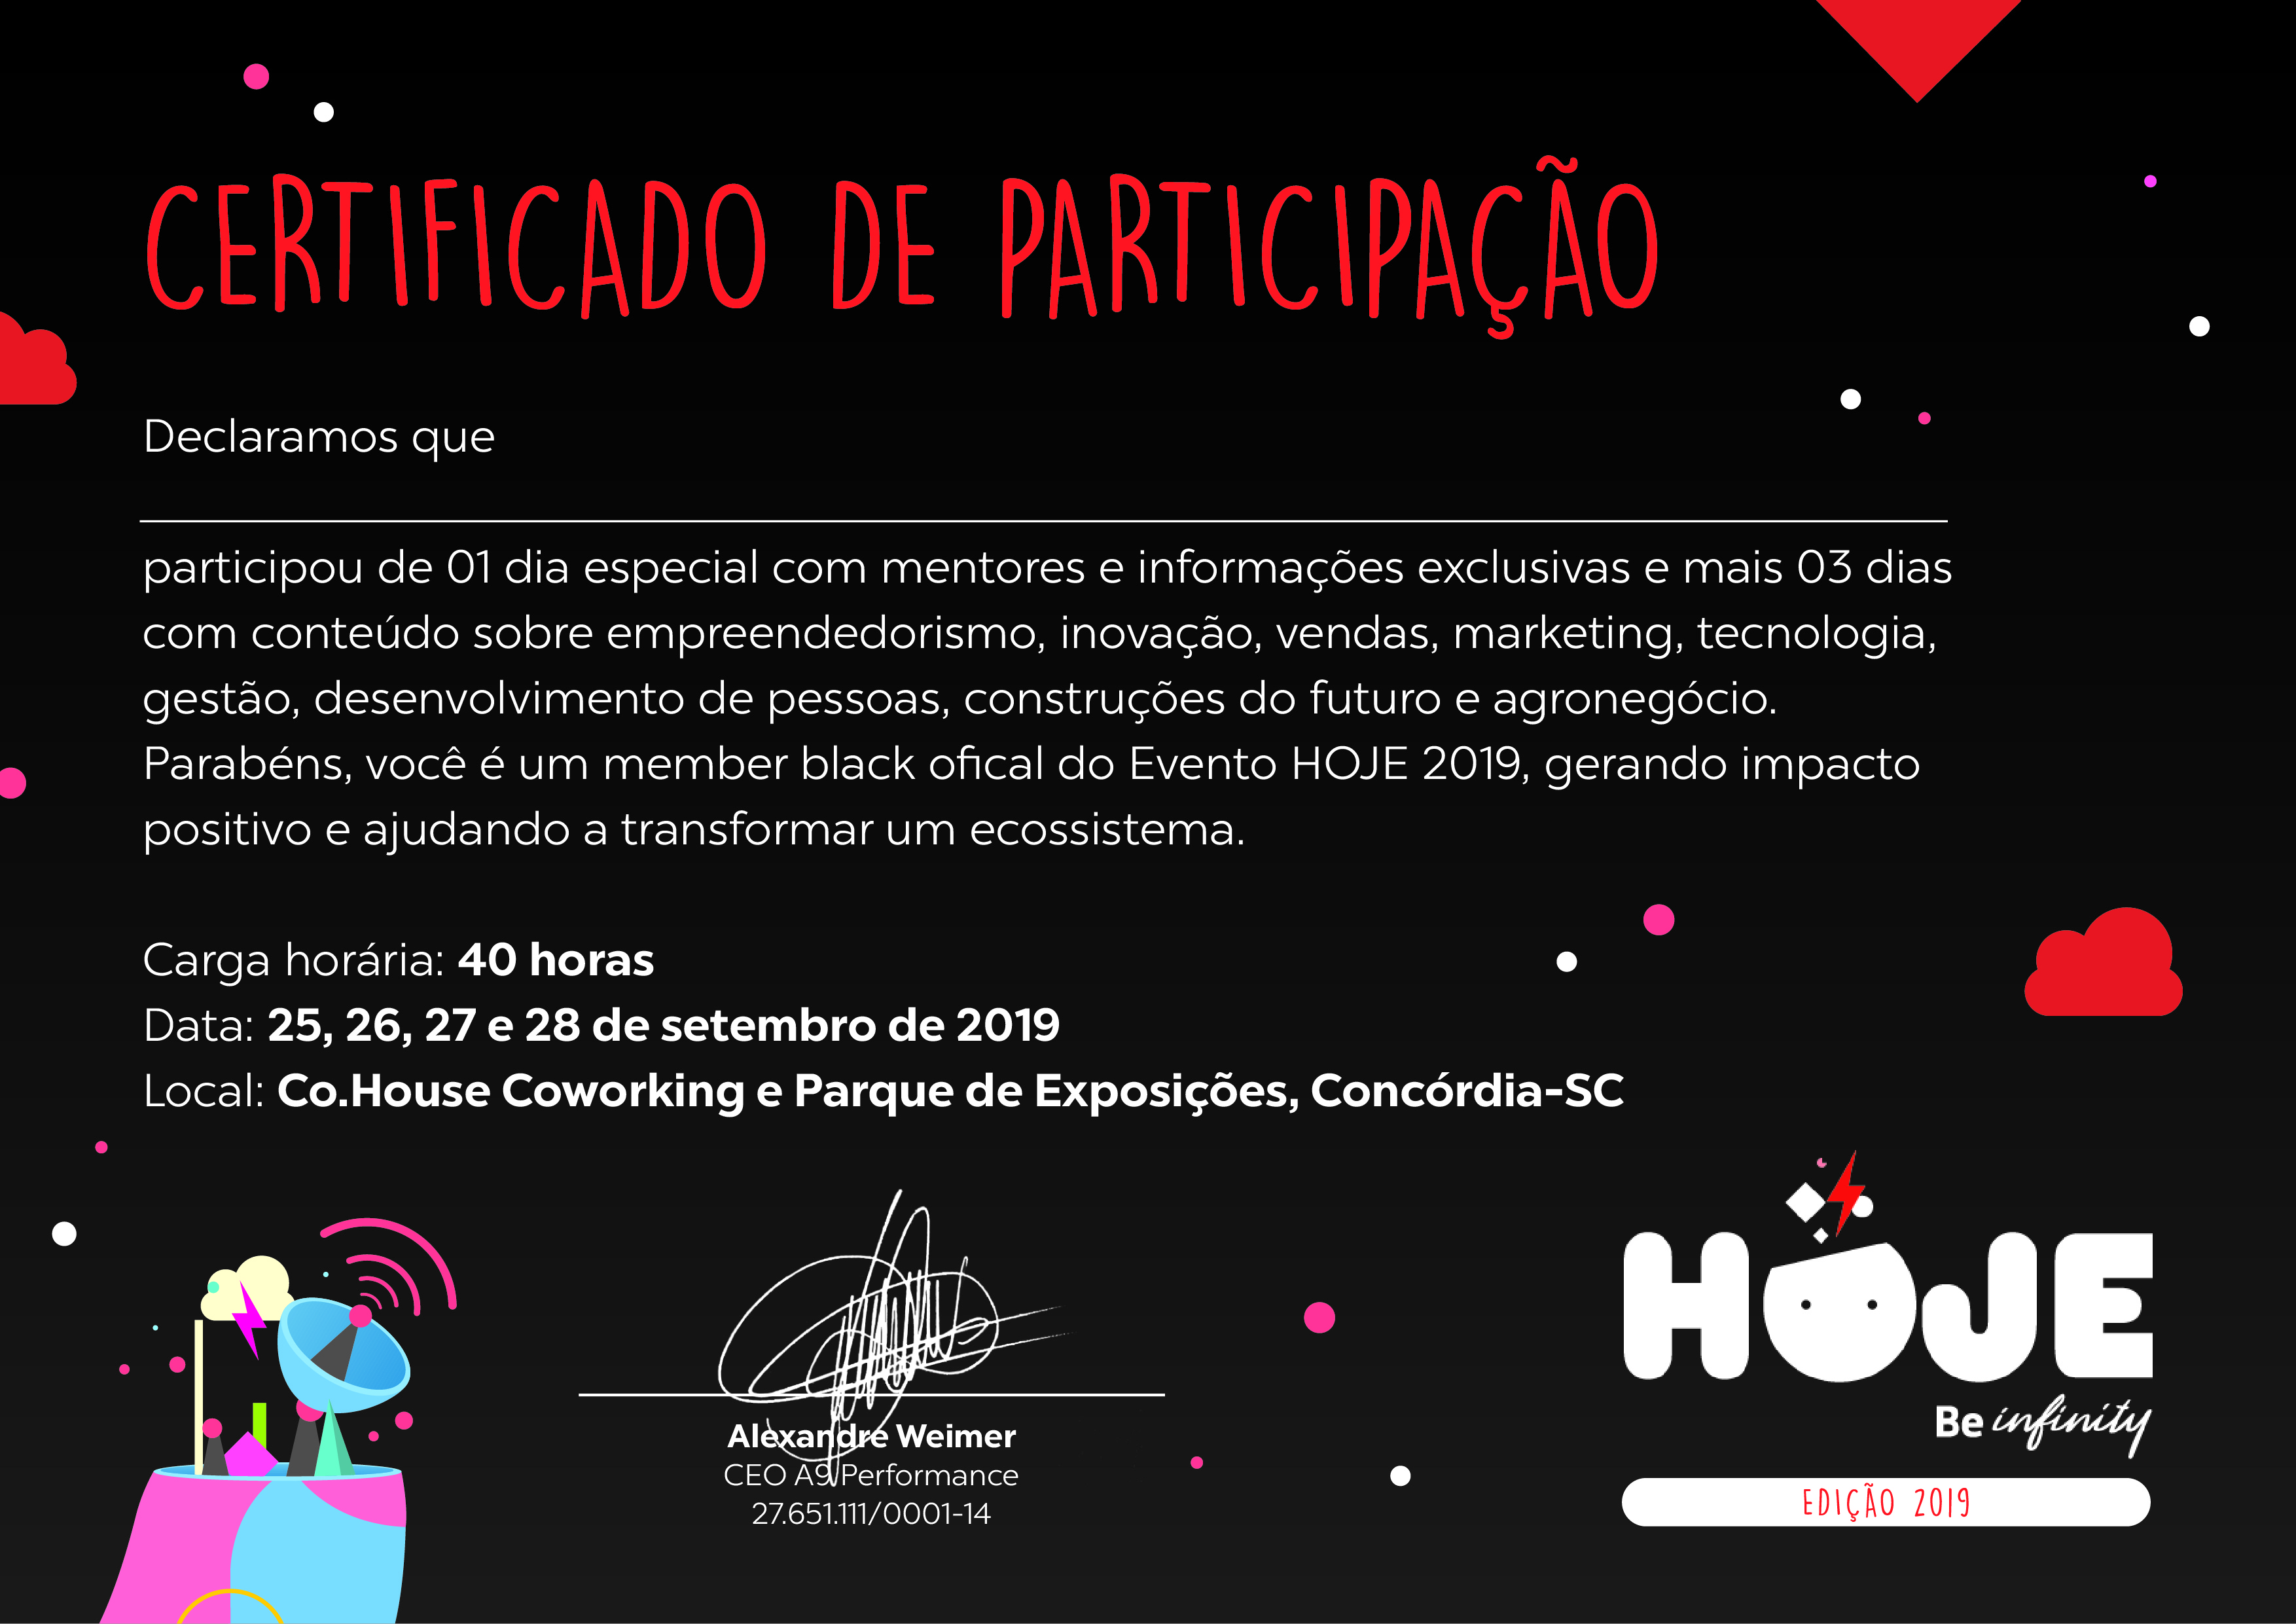 CERTIFICADO DE PARTICIPAÇÃO
Declaramos que
participou de 01 dia especial com mentores e informações exclusivas e mais 03 dias
com conteúdo sobre empreendedorismo, inovação, vendas, marketing, tecnologia,
gestão, desenvolvimento de pessoas, construções do futuro e agronegócio.
Parabéns, você é um member black ofical do Evento HOJE 2019, gerando impacto
positivo e ajudando a transformar um ecossistema.
Carga horária: 40 horas
Data: 25, 26, 27 e 28 de setembro de 2019
Local: Co.House Coworking e Parque de Exposições, Concórdia-SC
Alexandre Weimer
CEO A9 Performance
27.651.111/0001-14
HOJE
Be infinity
EDIÇÃO 2019